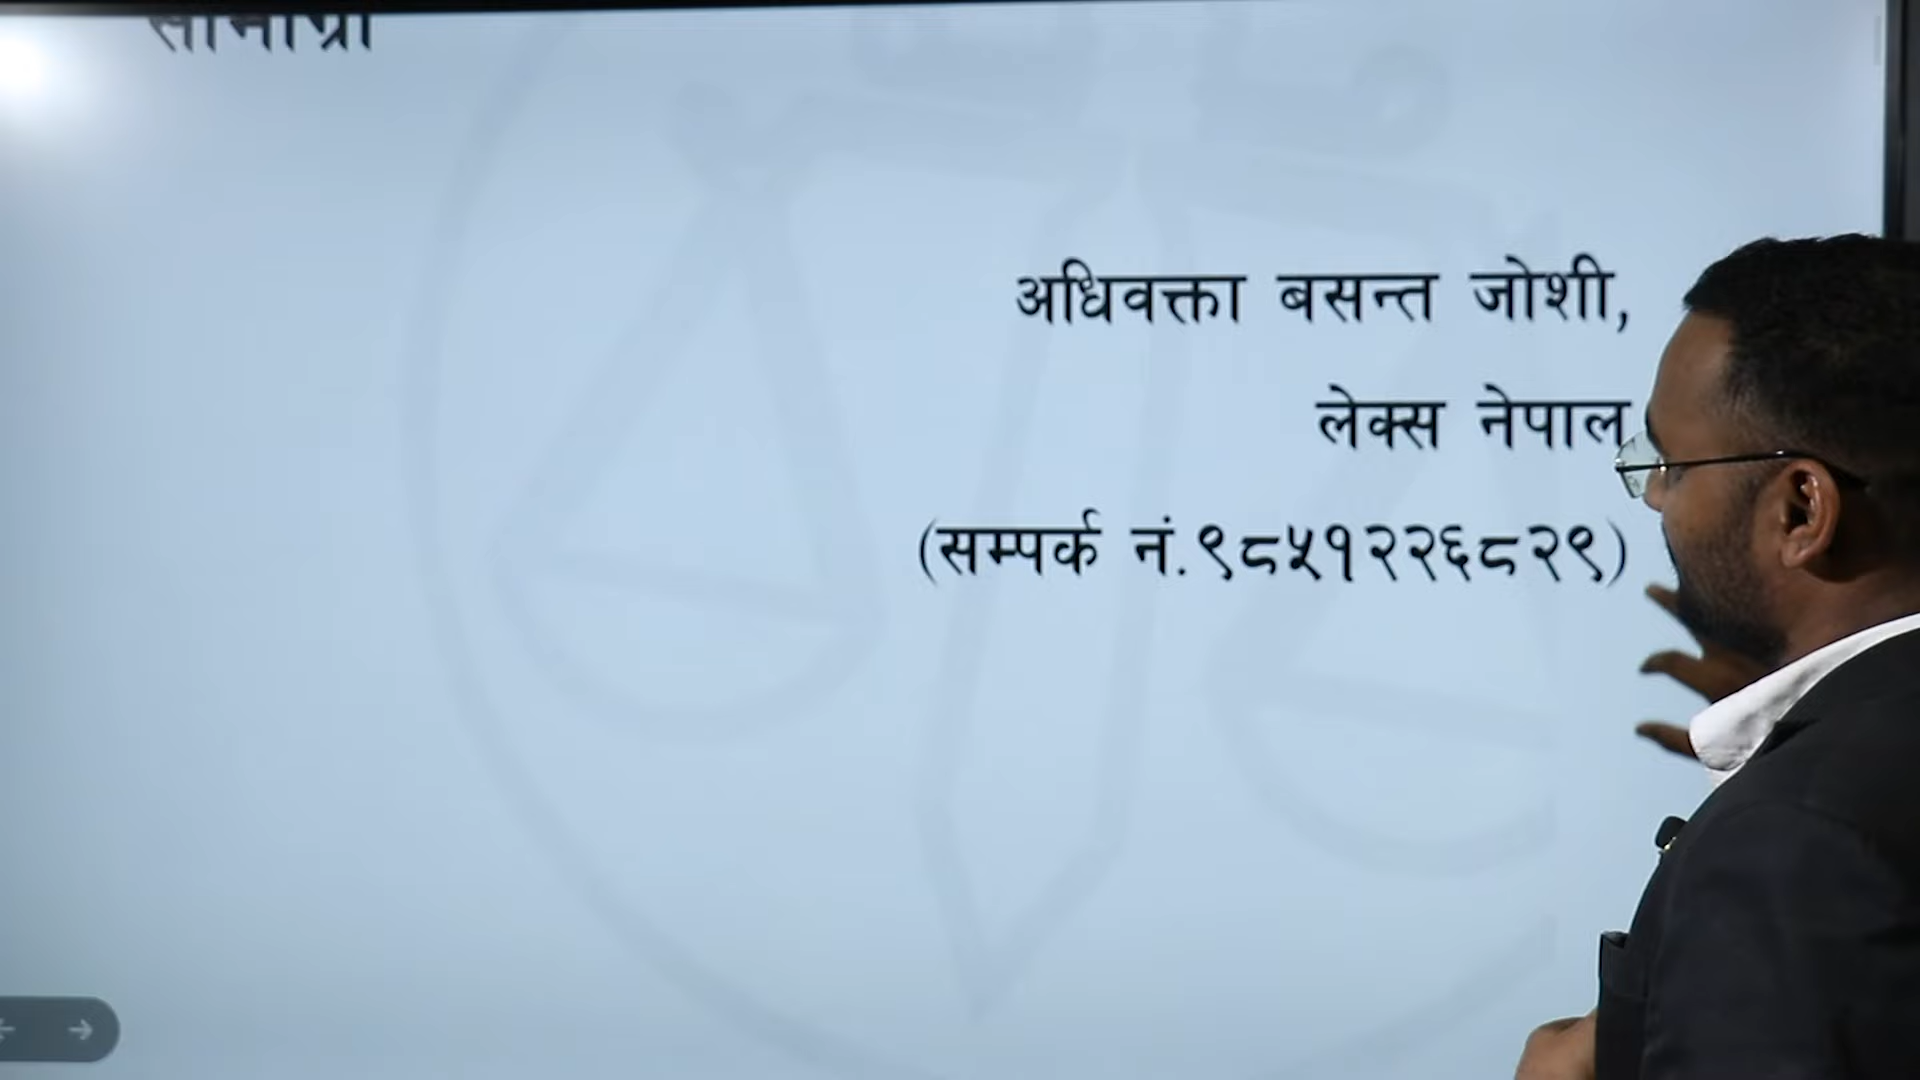 सामाग्री
अधिवक्ता बसन्त जोशी,
लेक्स नेपाल
(सम्पर्क नं.९८५१२२६८२९)